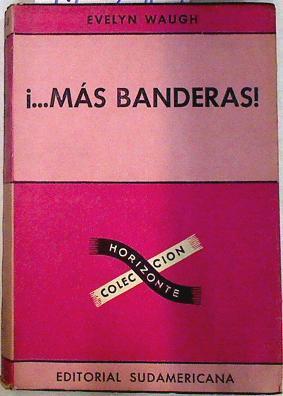 EVELYN WAUGH
¡...MÁS BANDERAS!
COLECCION
HORIZONTE
EDITORIAL SUDAMERICANA